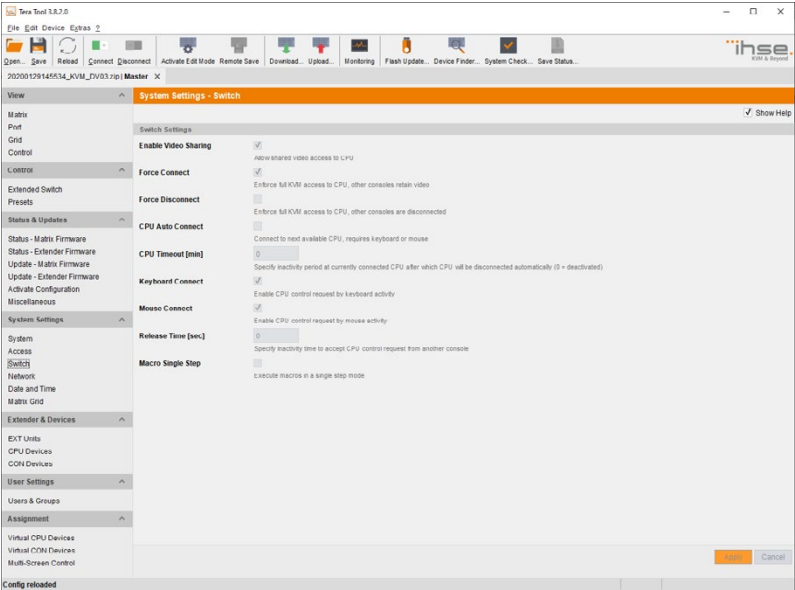 Tera Tool 3.8.2.0
File Edit Device Extras ?
Open... Save Reload Connect Disconnect Activate Edit Mode Remote Save Download... Upload... Monitoring Flash Update... Device Finder... System Check... Save Status...
ihse
KVM & Beyond
20200129145534_KVM_DV03.zip | Master
View
Matrix
Port
Grid
Control
Control
Extended Switch
Presets
Status & Updates
Status - Matrix Firmware
Status - Extender Firmware
Update - Matrix Firmware
Update - Extender Firmware
Activate Configuration
Miscellaneous
System Settings
System
Access
Switch
Network
Date and Time
Matrix Grid
Extender & Devices
EXT Units
CPU Devices
CON Devices
User Settings
Users & Groups
Assignment
Virtual CPU Devices
Virtual CON Devices
Multi-Screen Control
System Settings - Switch
Show Help
Switch Settings
Enable Video Sharing
Allow shared video access to CPU
Force Connect
Enforce full KVM access to CPU, other consoles retain video
Force Disconnect
Enforce full KVM access to CPU, other consoles are disconnected
CPU Auto Connect
Connect to next available CPU, requires keyboard or mouse
CPU Timeout [min] 0
Specify inactivity period at currently connected CPU after which CPU will be disconnected automatically (0 = deactivated)
Keyboard Connect
Enable CPU control request by keyboard activity
Mouse Connect
Enable CPU control request by mouse activity
Release Time [sec] 0
Specify inactivity time to accept CPU control request from another console
Macro Single Step
Execute macros in a single step mode
Apply Cancel
Config reloaded